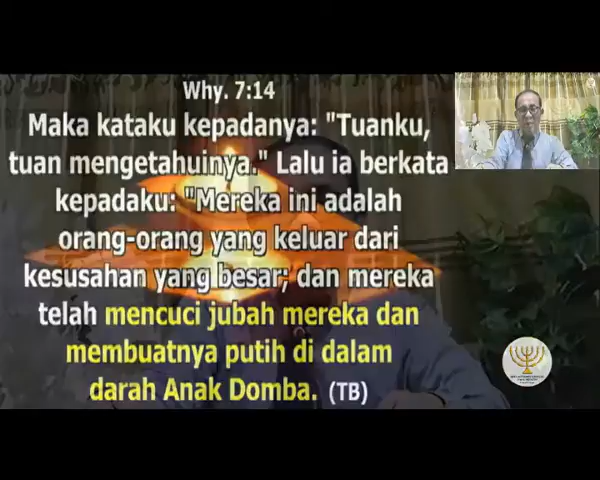 Why. 7:14
Maka kataku kepadanya: "Tuanku,
tuan mengetahuinya." Lalu ia berkata
kepadaku: "Mereka ini adalah
orang-orang yang keluar dari
kesusahan yang besar; dan mereka
telah mencuci jubah mereka dan
membuatnya putih di dalam
darah Anak Domba. (TB)